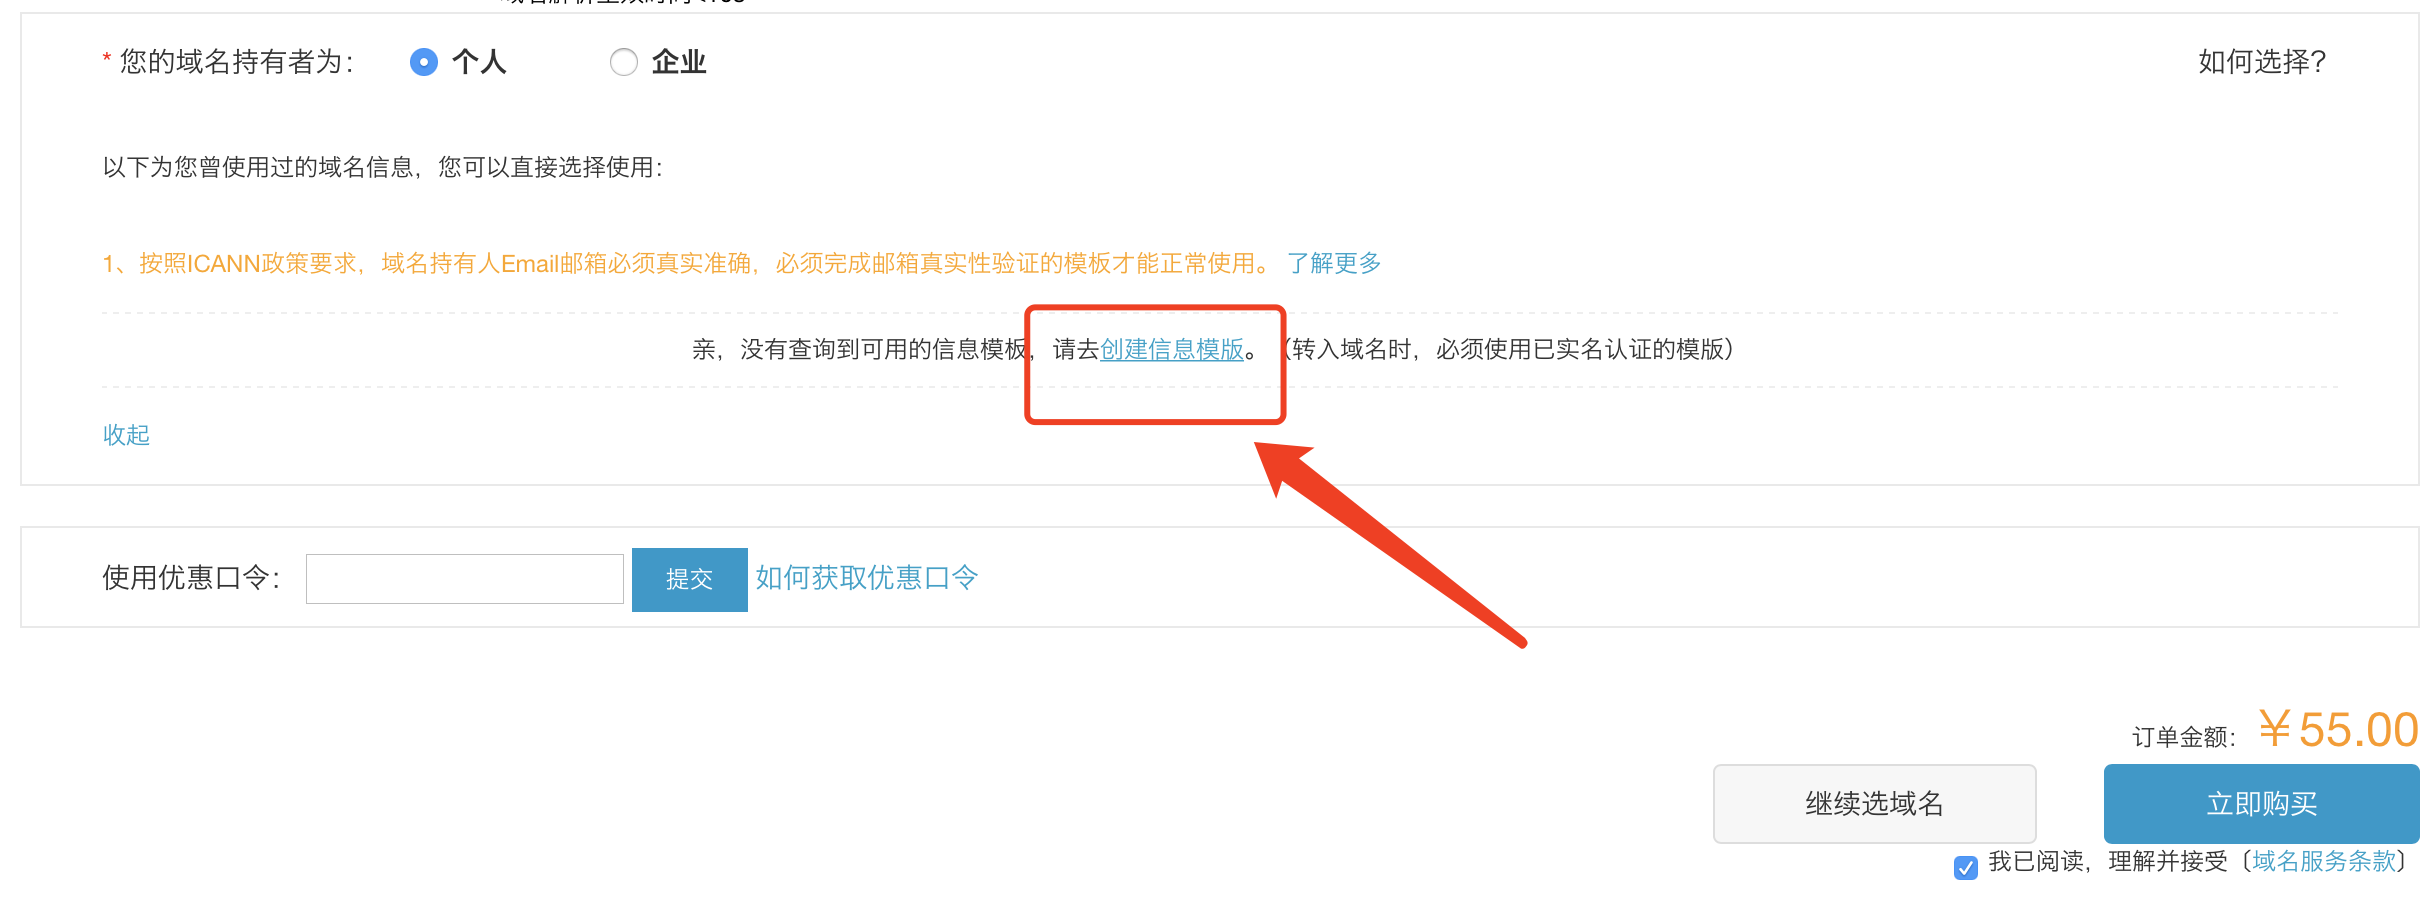 * 您的域名持有者为： 个人 企业 如何选择?
以下为您曾使用过的域名信息，您可以直接选择使用：
1、按照ICANN政策要求，域名持有人Email邮箱必须真实准确，必须完成邮箱真实性验证的模板才能正常使用。 了解更多
亲，没有查询到可用的信息模板，请去创建信息模版。（转入域名时，必须使用已实名认证的模版）
收起
使用优惠口令： 提交 如何获取优惠口令
订单金额： ￥55.00
继续选域名 立即购买
我已阅读，理解并接受〔域名服务条款〕